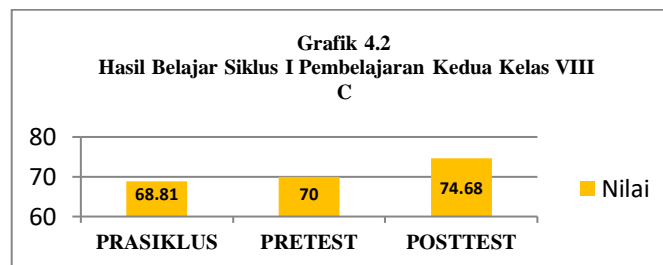 Grafik 4.2
Hasil Belajar Siklus I Pembelajaran Kedua Kelas VIII
C
80
70
60
68.81
70
74.68
PRASIKLUS PRETEST POSTTEST
Nilai